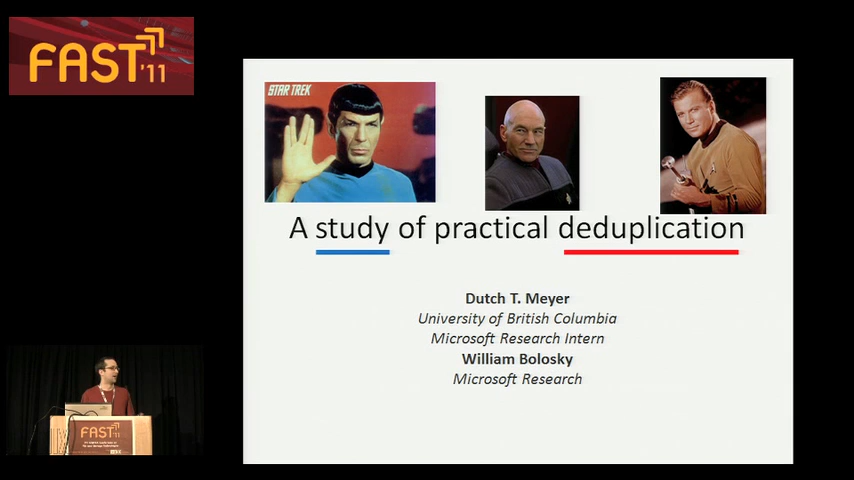 FAST'11
STAR TREK
A study of practical deduplication
Dutch T. Meyer
University of British Columbia
Microsoft Research Intern
William Bolosky
Microsoft Research
FAST'11